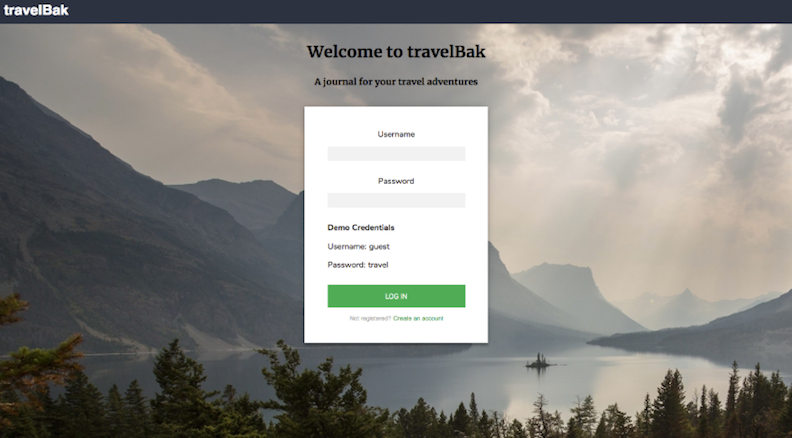 travelBak
Welcome to travelBak
A journal for your travel adventures
Username
Password
Demo Credentials
Username: guest
Password: travel
LOG IN
Not registered? Create an account